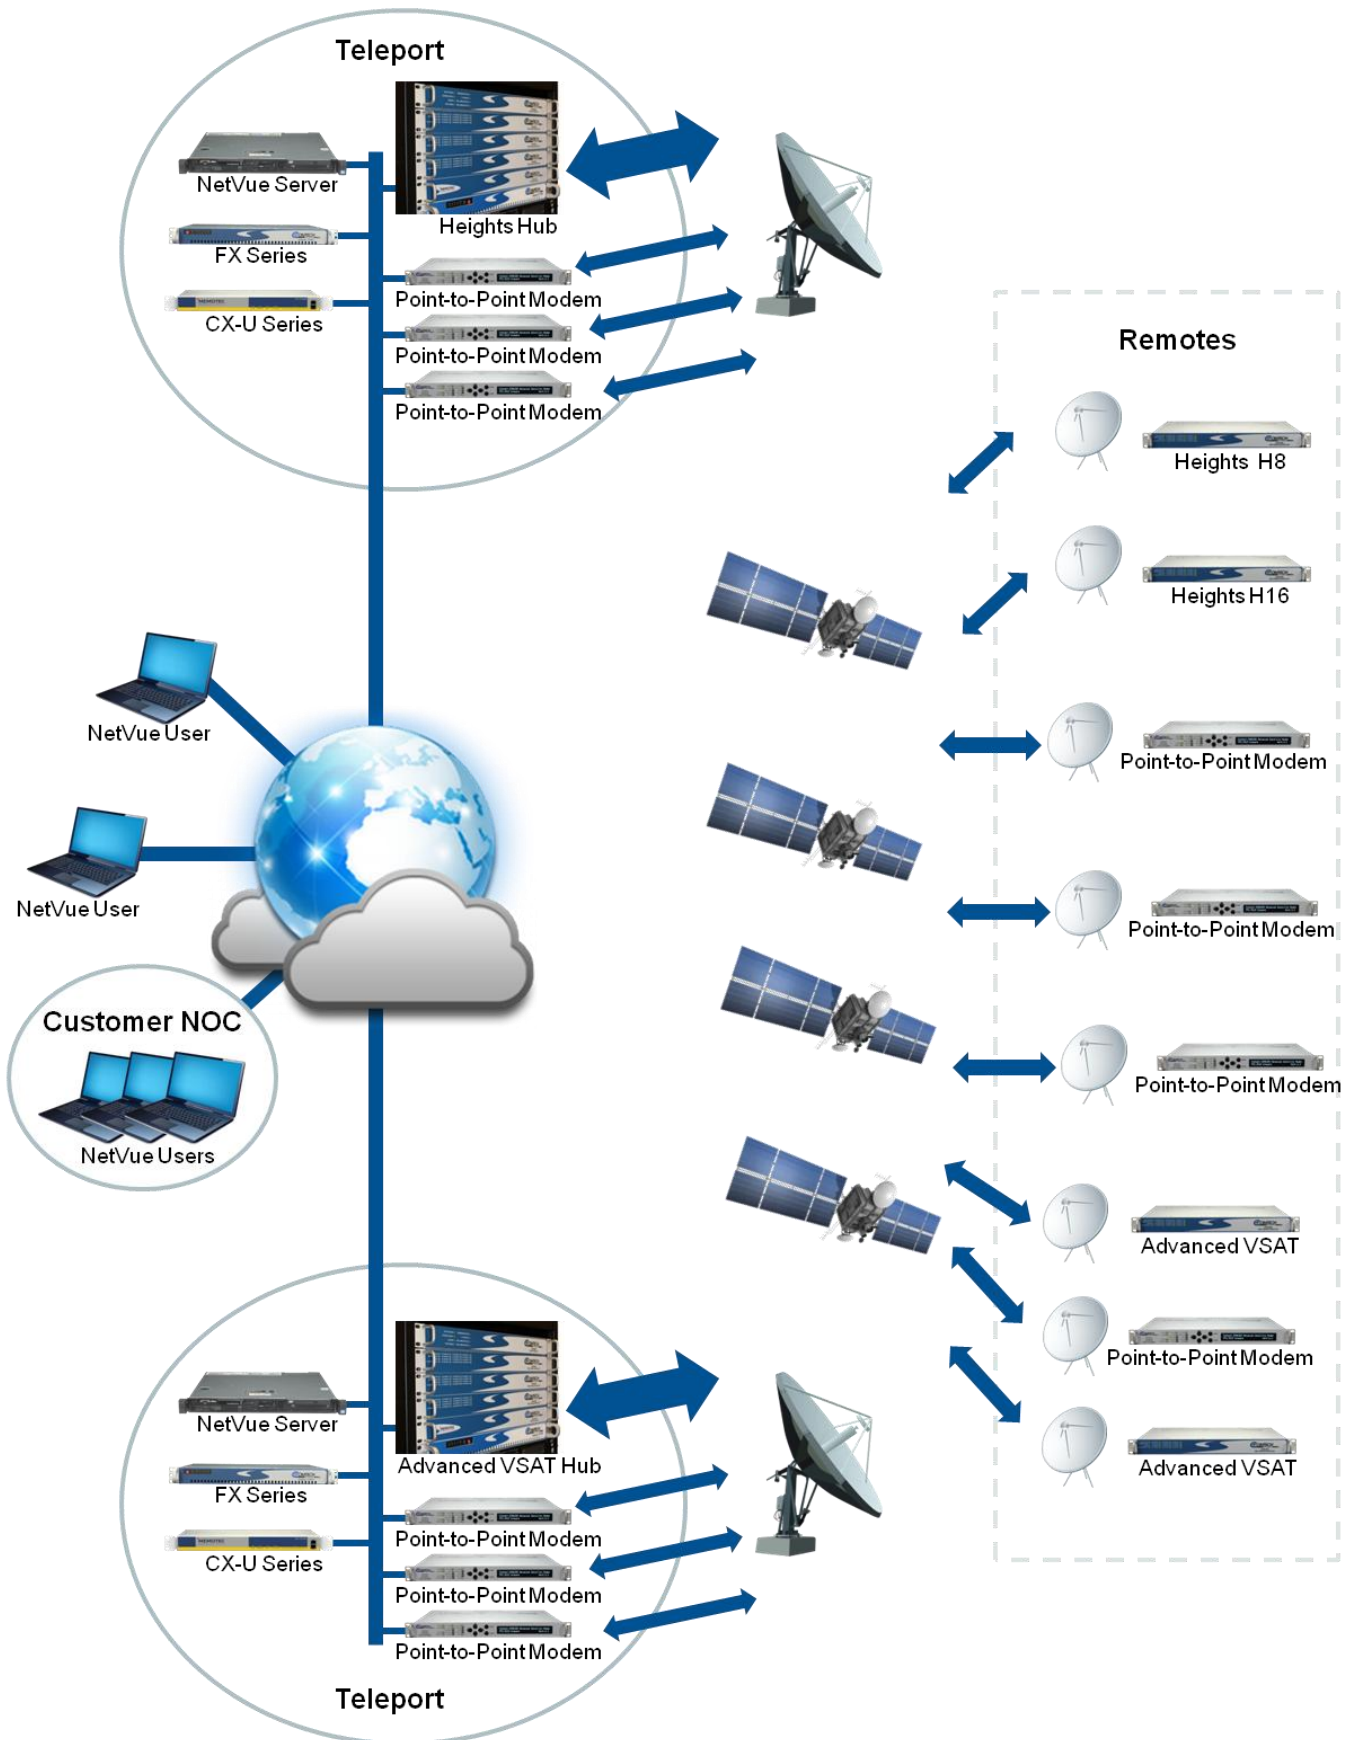 Teleport
NetVue Server
Heights Hub
FX Series
Point-to-Point Modem
CX-U Series
Point-to-Point Modem
Point-to-Point Modem
Remotes
Heights H8
Heights H16
NetVue User
Point-to-Point Modem
NetVue User
Point-to-Point Modem
Customer NOC
NetVue Users
Point-to-Point Modem
Advanced VSAT
Point-to-Point Modem
Advanced VSAT
NetVue Server
Advanced VSAT Hub
FX Series
Point-to-Point Modem
CX-U Series
Point-to-Point Modem
Point-to-Point Modem
Teleport